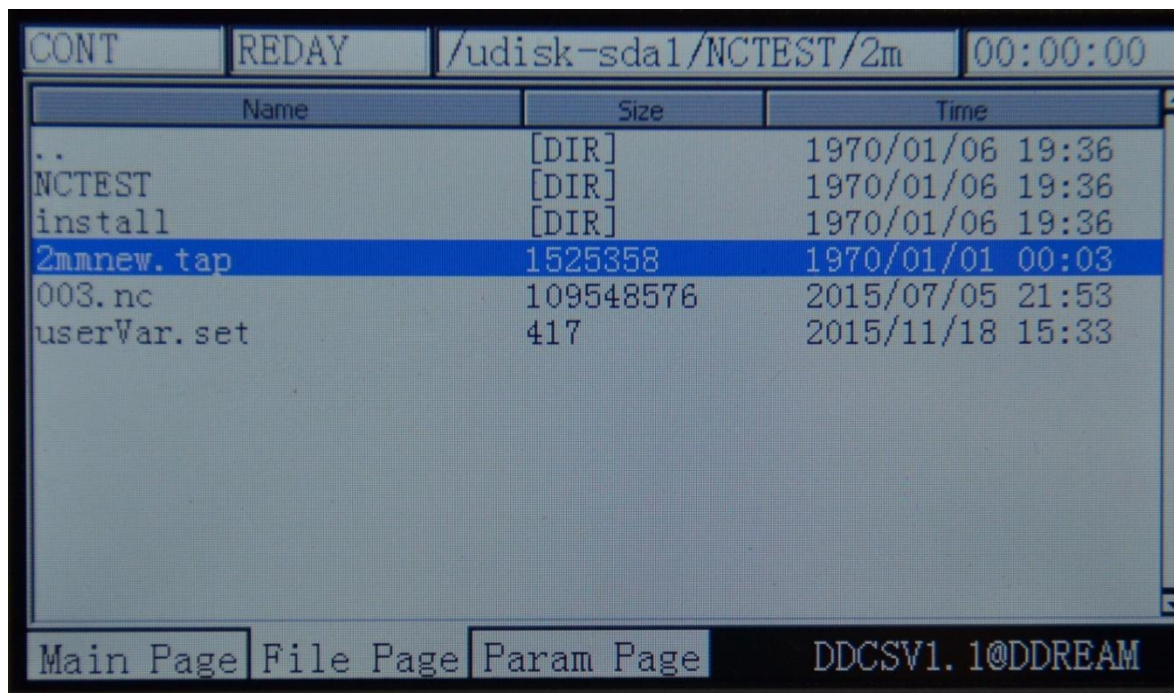 CONT REDAY /udisk-sda1/NCTEST/2m 00:00:00
Name Size Time
.. [DIR] 1970/01/06 19:36
NCTEST [DIR] 1970/01/06 19:36
install [DIR] 1970/01/06 19:36
2mmnew.tap 1525358 1970/01/01 00:03
003.nc 109548576 2015/07/05 21:53
userVar.set 417 2015/11/18 15:33
Main Page File Page Param Page DDCSV1.1@DDREAM